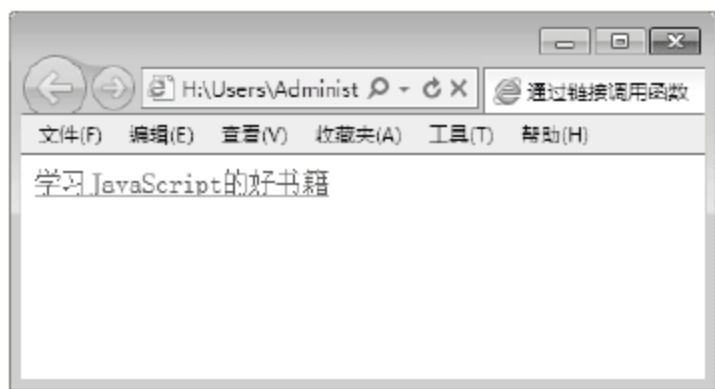 H:\Users\Administ
通过链接调用函数
文件(F) 编辑(E) 查看(V) 收藏夹(A) 工具(T) 帮助(H)
学习JavaScript的好书籍